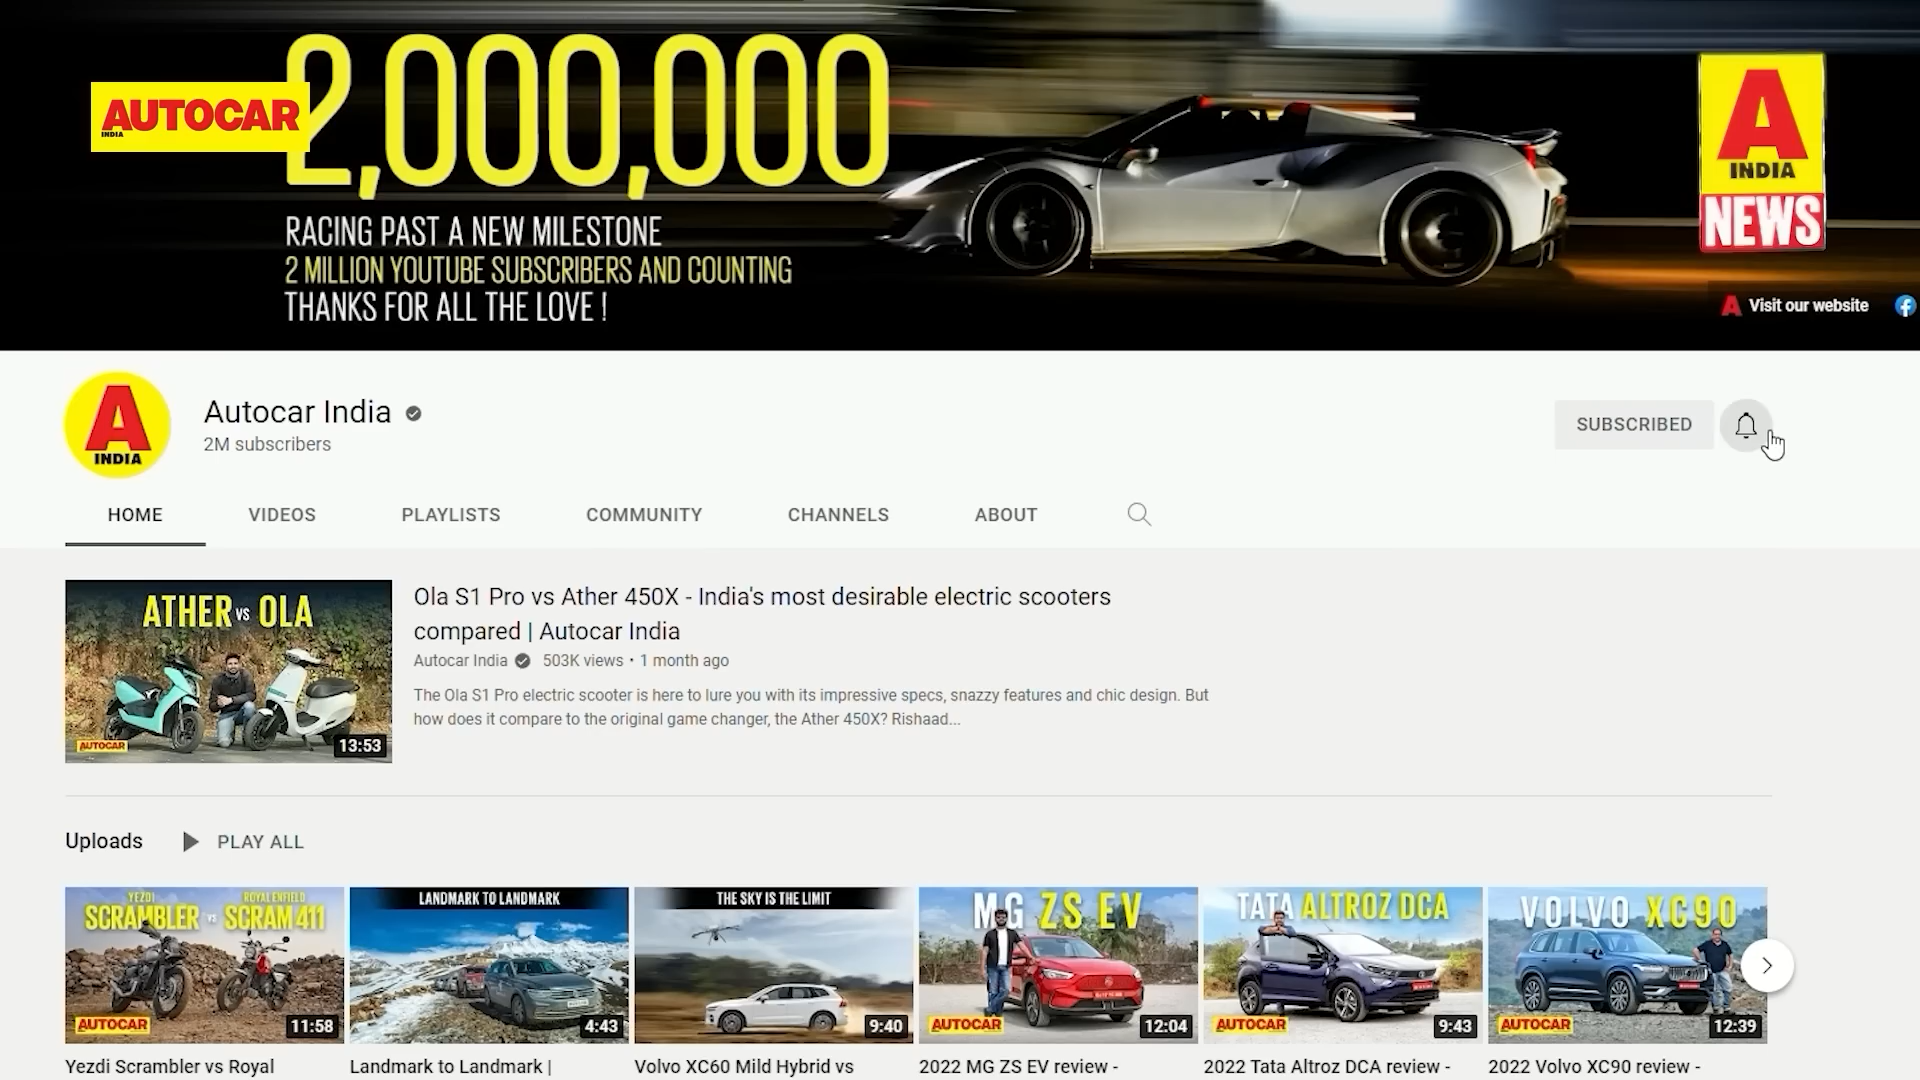 2,000,000
AUTOCAR
INDIA
RACING PAST A NEW MILESTONE
2 MILLION YOUTUBE SUBSCRIBERS AND COUNTING
THANKS FOR ALL THE LOVE !
A
INDIA
NEWS
A Visit our website
A
INDIA
Autocar India
2M subscribers
SUBSCRIBED
HOME VIDEOS PLAYLISTS COMMUNITY CHANNELS ABOUT
ATHER VS OLA
AUTOCAR
13:53
Ola S1 Pro vs Ather 450X - India's most desirable electric scooters
compared | Autocar India
Autocar India 503K views • 1 month ago
The Ola S1 Pro electric scooter is here to lure you with its impressive specs, snazzy features and chic design. But
how does it compare to the original game changer, the Ather 450X? Rishaad...
Uploads PLAY ALL
YEZDI
SCRAMBLER
VS
ROYAL ENFIELD
SCRAM 411
AUTOCAR
11:58
Yezdi Scrambler vs Royal
LANDMARK TO LANDMARK
4:43
Landmark to Landmark |
THE SKY IS THE LIMIT
9:40
Volvo XC60 Mild Hybrid vs
MG ZS EV
AUTOCAR
12:04
2022 MG ZS EV review -
TATA ALTROZ DCA
AUTOCAR
9:43
2022 Tata Altroz DCA review -
VOLVO XC90
AUTOCAR
12:39
2022 Volvo XC90 review -